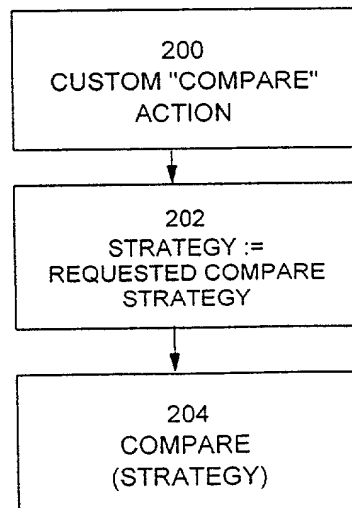 200
CUSTOM "COMPARE"
ACTION
202
STRATEGY :=
REQUESTED COMPARE
STRATEGY
204
COMPARE
(STRATEGY)